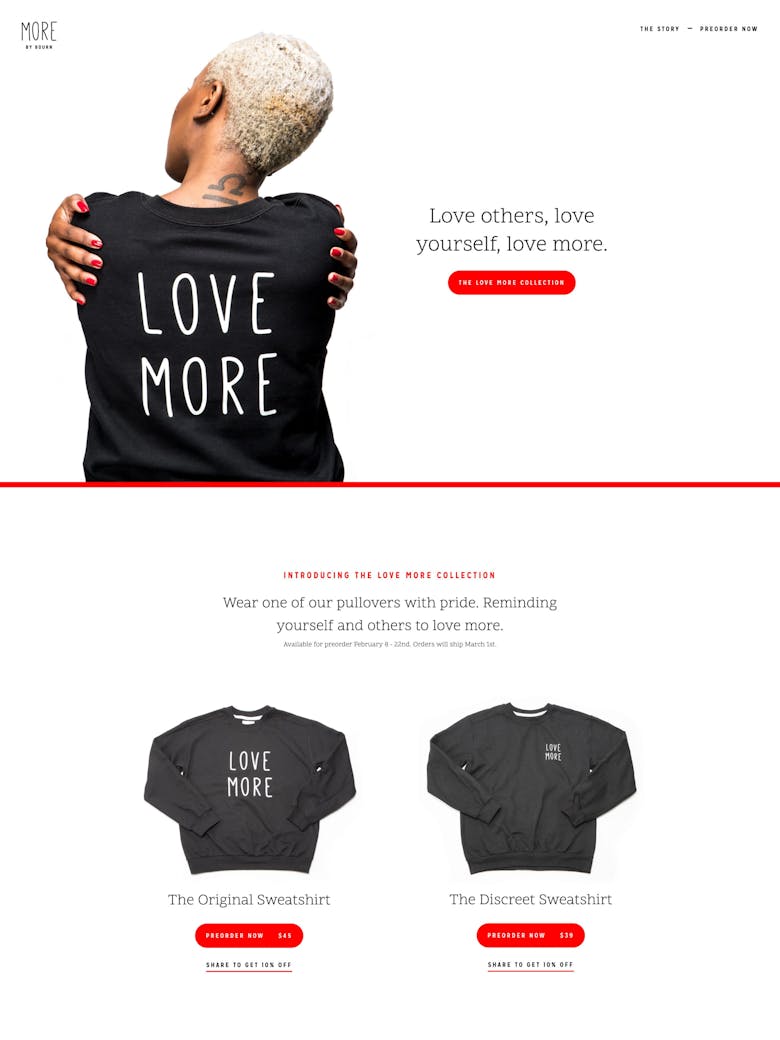 MORE
BY BOURN
THE STORY — PREORDER NOW
LOVE
MORE
Love others, love
yourself, love more.
THE LOVE MORE COLLECTION
INTRODUCING THE LOVE MORE COLLECTION
Wear one of our pullovers with pride. Reminding
yourself and others to love more.
Available for preorder February 8 - 22nd. Orders will ship March 1st.
LOVE
MORE
LOVE
MORE
The Original Sweatshirt
The Discreet Sweatshirt
PREORDER NOW $45
PREORDER NOW $39
SHARE TO GET 10% OFF
SHARE TO GET 10% OFF